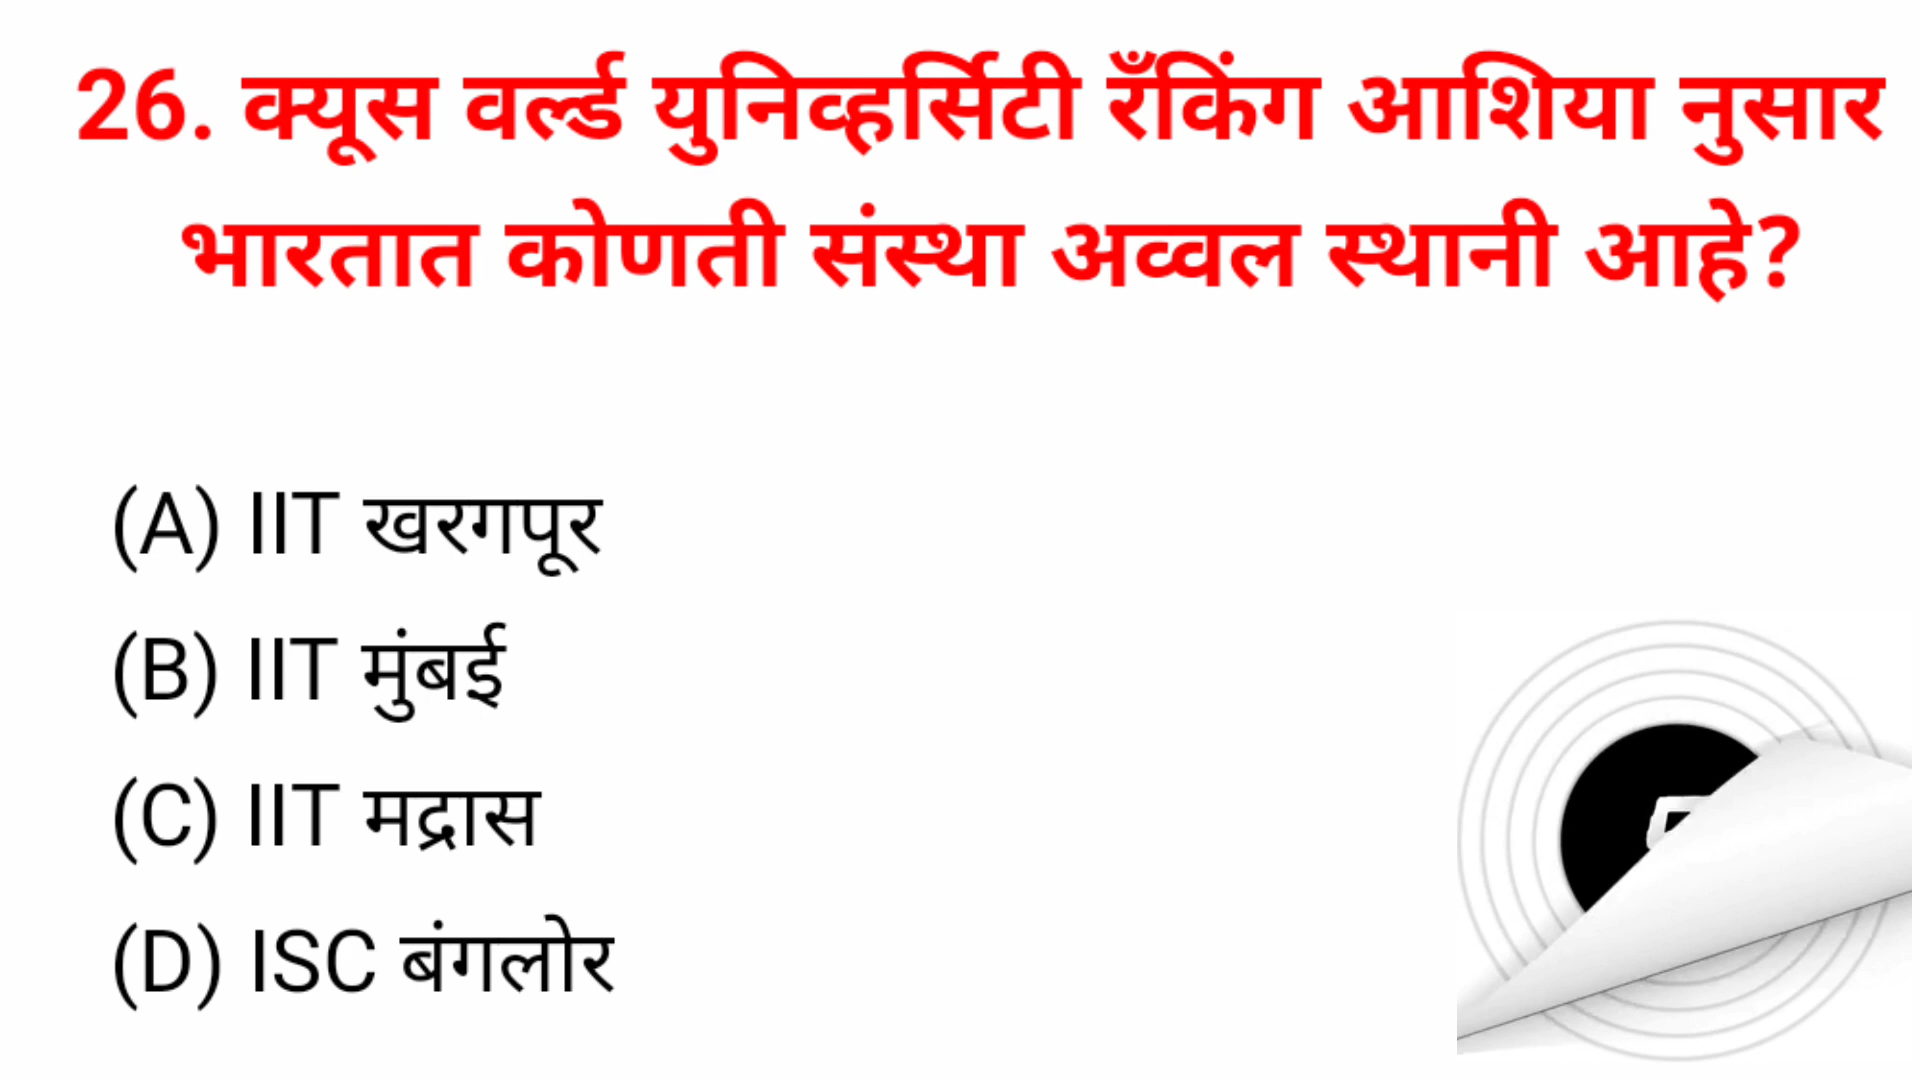 26. क्यूस वर्ल्ड युनिव्हर्सिटी रँकिंग आशिया नुसार
भारतात कोणती संस्था अव्वल स्थानी आहे?
(A) IIT खरगपूर
(B) IIT मुंबई
(C) IIT मद्रास
(D) ISC बंगलोर